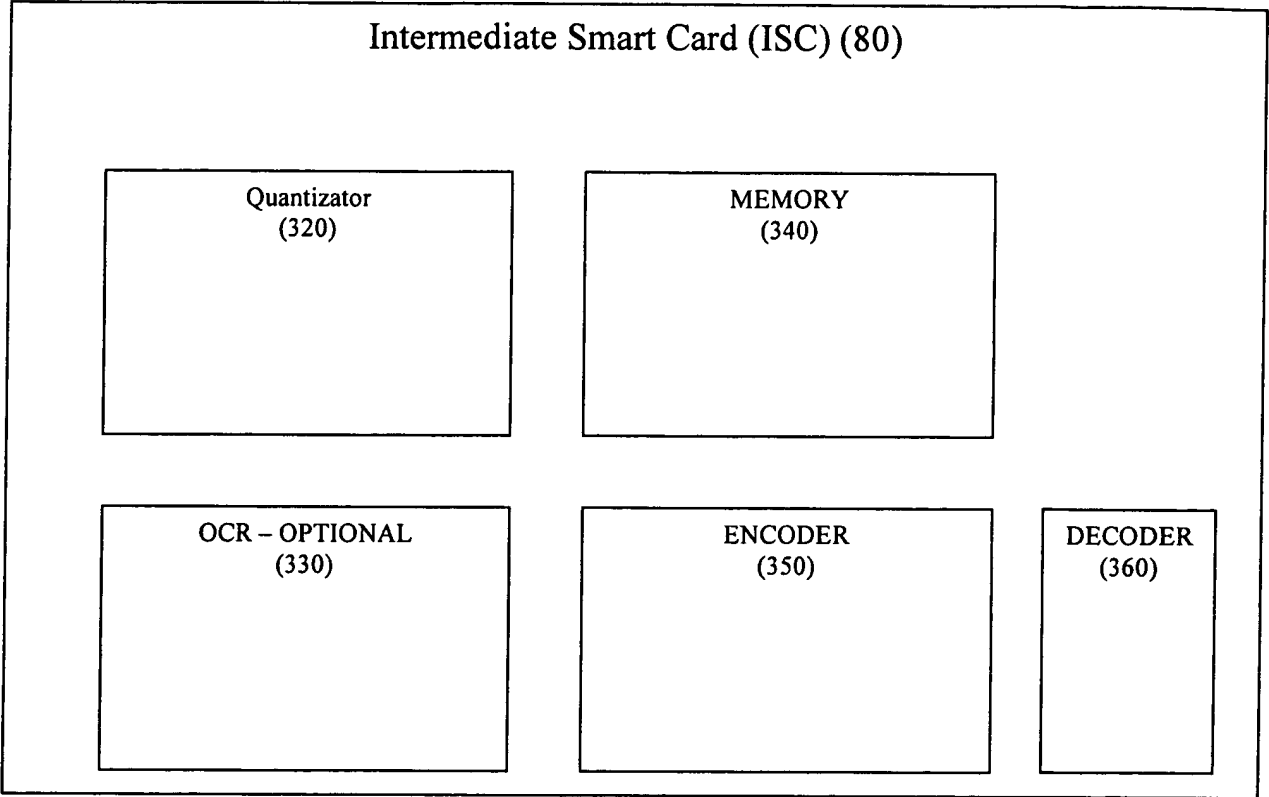 Intermediate Smart Card (ISC) (80)
Quantizator
(320)
MEMORY
(340)
OCR – OPTIONAL
(330)
ENCODER
(350)
DECODER
(360)